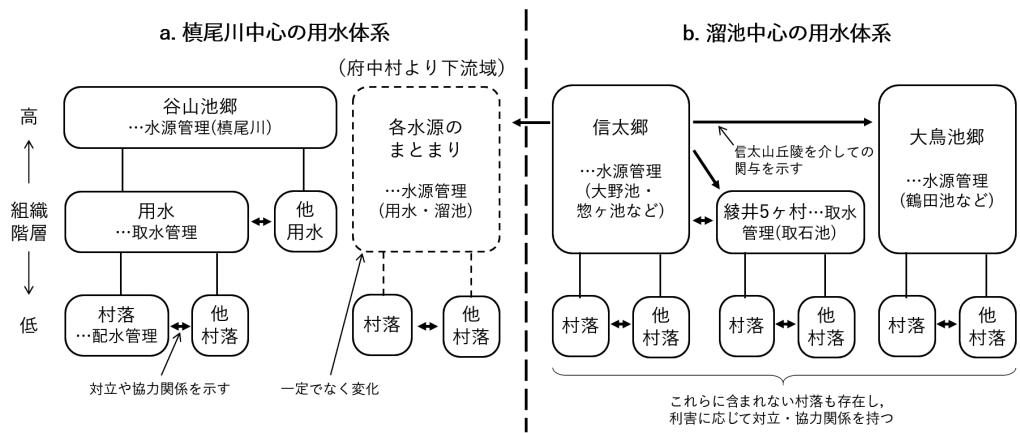 a. 槙尾川中心の用水体系
(府中村より下流域)
高
組織
階層
低
谷山池郷
…水源管理(槙尾川)
用水
…取水管理
他
用水
村落
…配水管理
他
村落
対立や協力関係を示す
各水源の
まとまり
…水源管理
(用水・溜池)
村落
他
村落
一定でなく変化
b. 溜池中心の用水体系
信太郷
…水源管理
(大野池・
惣ヶ池など)
信太山丘陵を介しての
関与を示す
綾井5ヶ村…取水
管理(取石池)
大鳥池郷
…水源管理
(鶴田池など)
村落
他
村落
村落
他
村落
村落
他
村落
これらに含まれない村落も存在し,
利害に応じて対立・協力関係を持つ